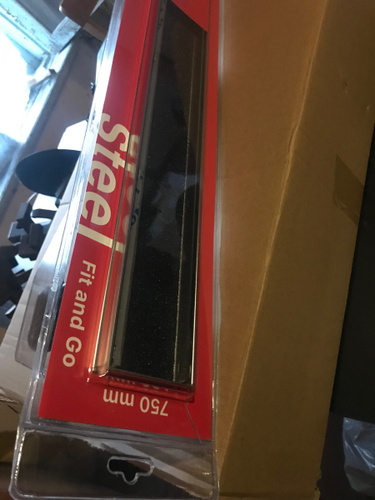 Steel
Fit and Go
750 mm